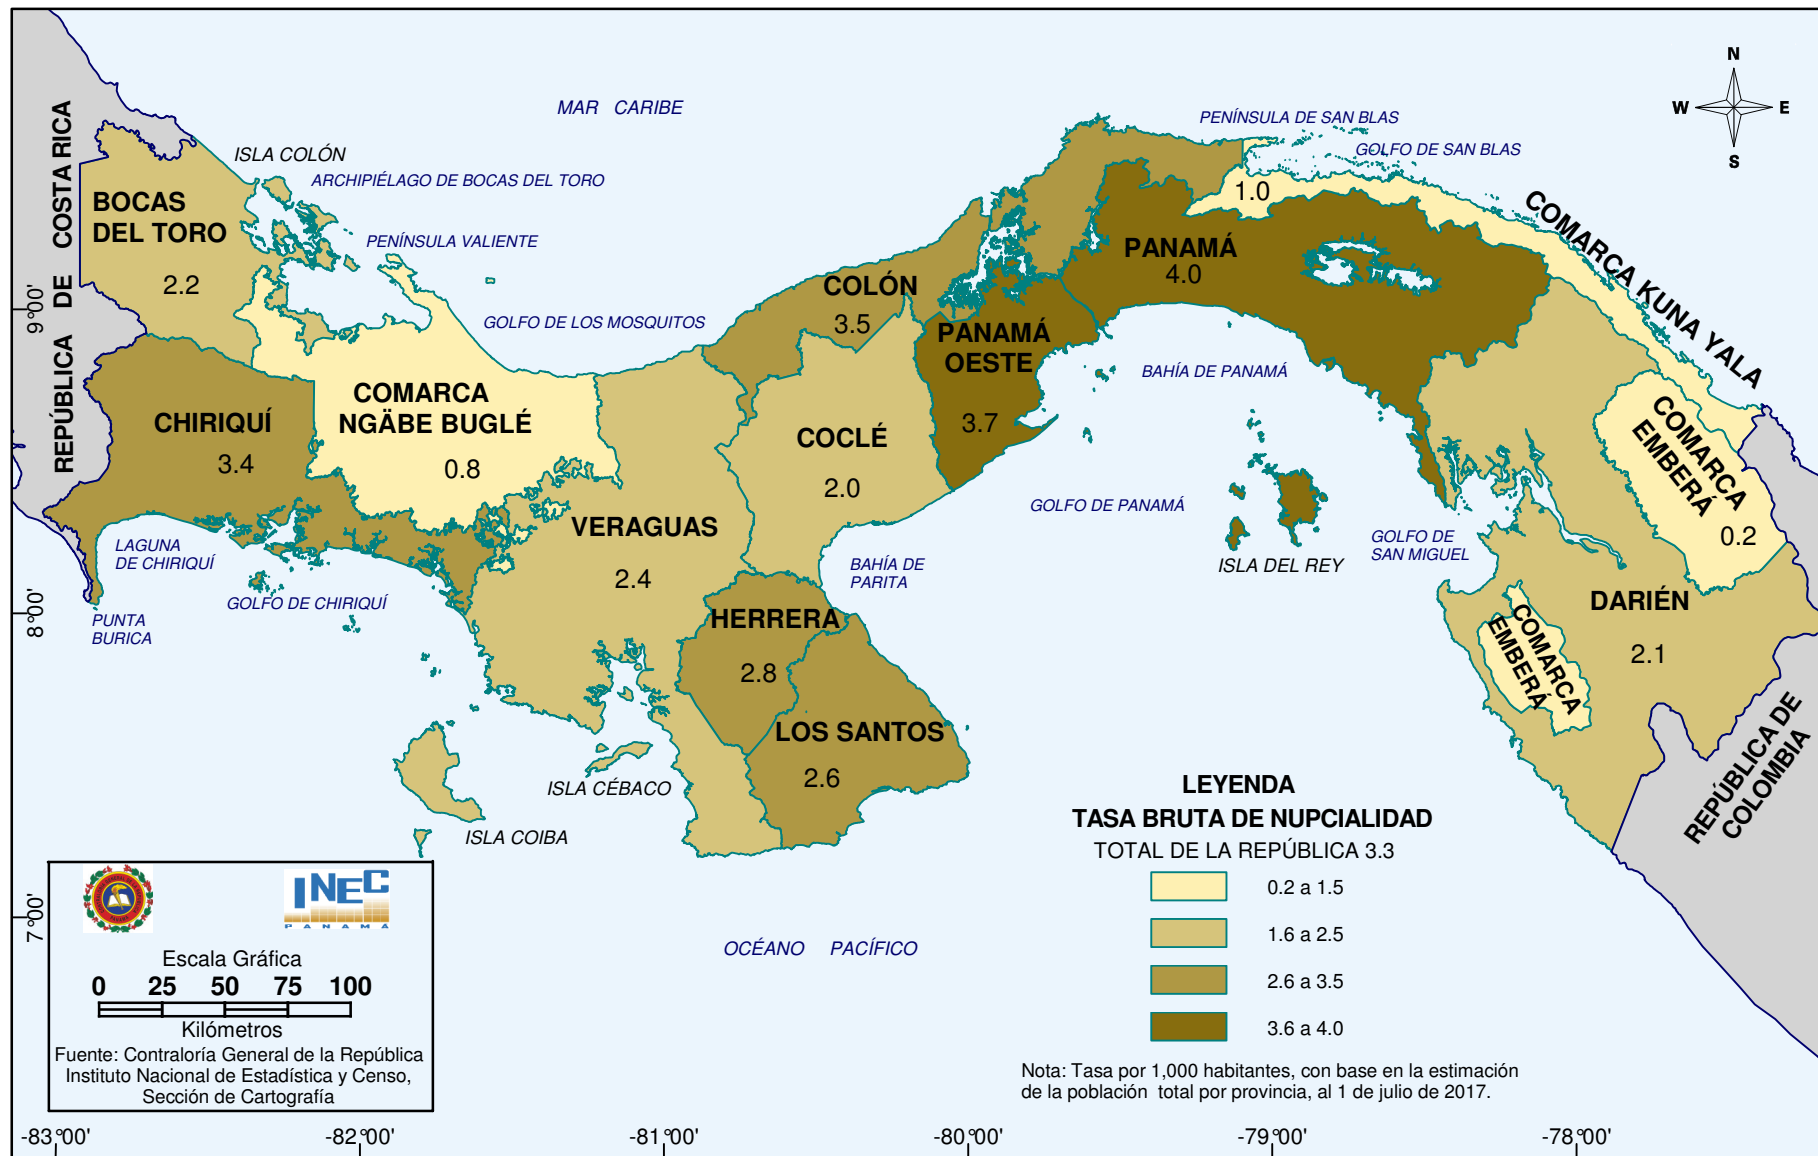 N
W E
S
MAR CARIBE
PENÍNSULA DE SAN BLAS
GOLFO DE SAN BLAS
REPÚBLICA DE COSTA RICA
ISLA COLÓN
ARCHIPIÉLAGO DE BOCAS DEL TORO
BOCAS
DEL TORO
2.2
PENÍNSULA VALIENTE
GOLFO DE LOS MOSQUITOS
1.0
COMARCA KUNA YALA
PANAMÁ
4.0
COLÓN
3.5
PANAMÁ
OESTE
3.7
BAHÍA DE PANAMÁ
CHIRIQUÍ
3.4
COMARCA
NGÄBE BUGLÉ
0.8
COCLÉ
2.0
COMARCA
EMBERÁ
0.2
VERAGUAS
2.4
GOLFO DE PANAMÁ
GOLFO DE
SAN MIGUEL
ISLA DEL REY
LAGUNA
DE CHIRIQUÍ
GOLFO DE CHIRIQUÍ
PUNTA
BURICA
BAHÍA DE
PARITA
HERRERA
2.8
DARIÉN
2.1
COMARCA
EMBERÁ
LOS SANTOS
2.6
ISLA CÉBACO
ISLA COIBA
REPÚBLICA DE
COLOMBIA
OCÉANO PACÍFICO
LEYENDA
TASA BRUTA DE NUPCIALIDAD
TOTAL DE LA REPÚBLICA 3.3
0.2 a 1.5
1.6 a 2.5
2.6 a 3.5
3.6 a 4.0
Nota: Tasa por 1,000 habitantes, con base en la estimación
de la población total por provincia, al 1 de julio de 2017.
INEC
PANAMÁ
Escala Gráfica
0 25 50 75 100
Kilómetros
Fuente: Contraloría General de la República
Instituto Nacional de Estadística y Censo,
Sección de Cartografía
9°00'
8°00'
7°00'
-83°00' -82°00' -81°00' -80°00' -79°00' -78°00'